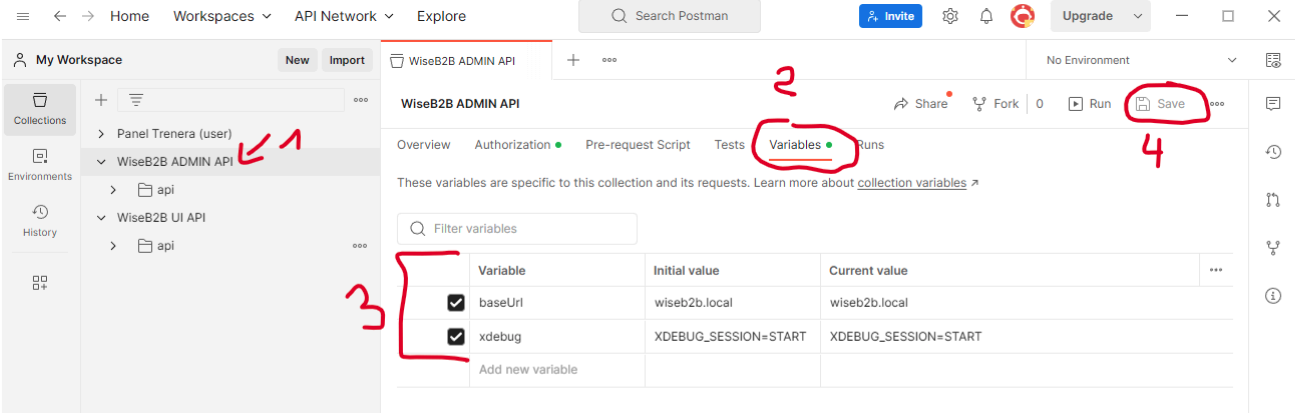 Home Workspaces API Network Explore Search Postman Invite Upgrade
My Workspace New Import WiseB2B ADMIN API No Environment
2
Collections
Environments
History
Panel Trenera (user)
WiseB2B ADMIN API 1
api
WiseB2B UI API
api
WiseB2B ADMIN API Share Fork 0 Run Save
4
Overview Authorization Pre-request Script Tests Variables Runs
These variables are specific to this collection and its requests. Learn more about collection variables ↗
Filter variables
3
Variable Initial value Current value
baseUrl wiseb2b.local wiseb2b.local
xdebug XDEBUG_SESSION=START XDEBUG_SESSION=START
Add new variable